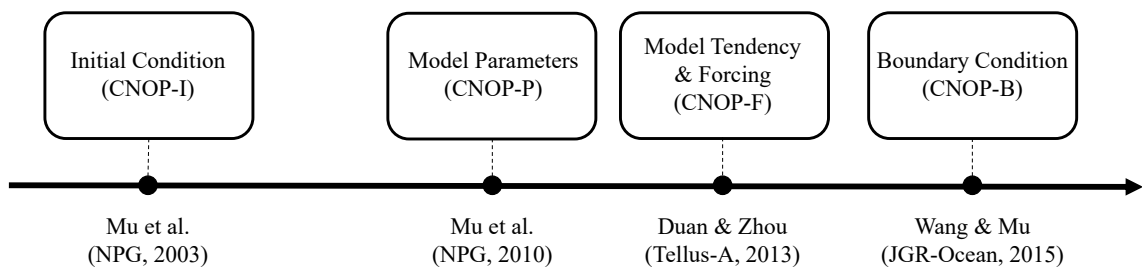 Initial Condition
(CNOP-I)
Model Parameters
(CNOP-P)
Model Tendency
& Forcing
(CNOP-F)
Boundary Condition
(CNOP-B)
Mu et al.
(NPG, 2003)
Mu et al.
(NPG, 2010)
Duan & Zhou
(Tellus-A, 2013)
Wang & Mu
(JGR-Ocean, 2015)